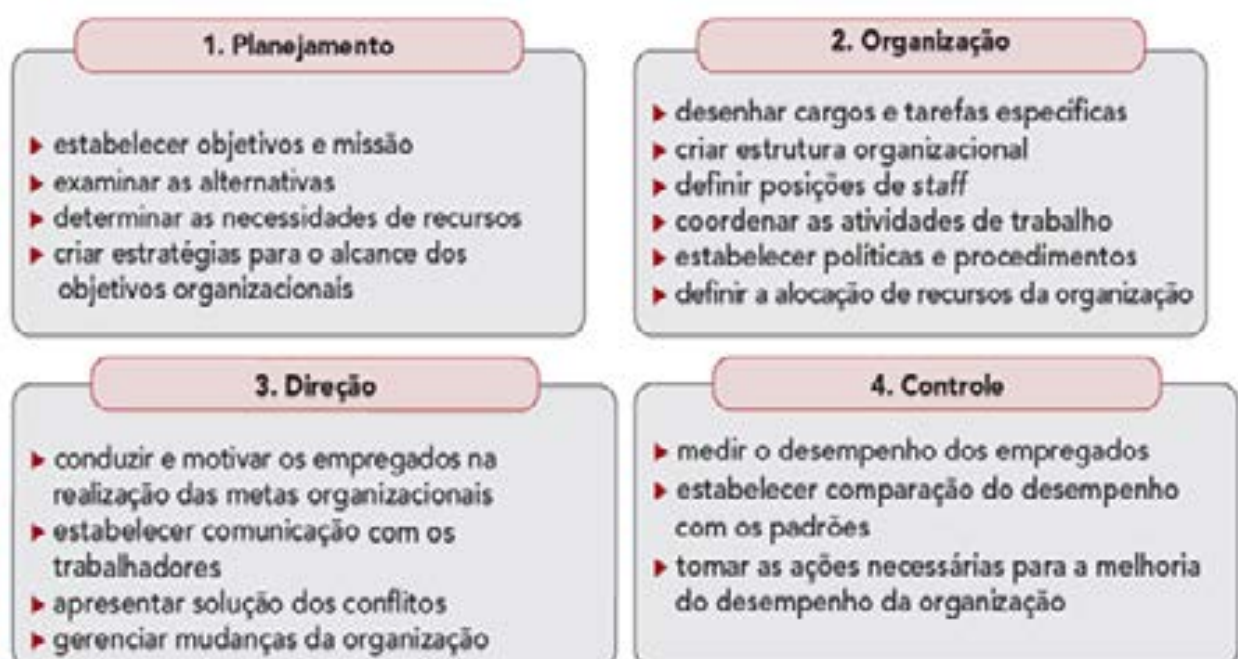 1. Planejamento
▶ estabelecer objetivos e missão
▶ examinar as alternativas
▶ determinar as necessidades de recursos
▶ criar estratégias para o alcance dos
objetivos organizacionais
2. Organização
▶ desenhar cargos e tarefas específicas
▶ criar estrutura organizacional
▶ definir posições de staff
▶ coordenar as atividades de trabalho
▶ estabelecer políticas e procedimentos
▶ definir a alocação de recursos da organização
3. Direção
▶ conduzir e motivar os empregados na
realização das metas organizacionais
▶ estabelecer comunicação com os
trabalhadores
▶ apresentar solução dos conflitos
▶ gerenciar mudanças da organização
4. Controle
▶ medir o desempenho dos empregados
▶ estabelecer comparação do desempenho
com os padrões
▶ tomar as ações necessárias para a melhoria
do desempenho da organização